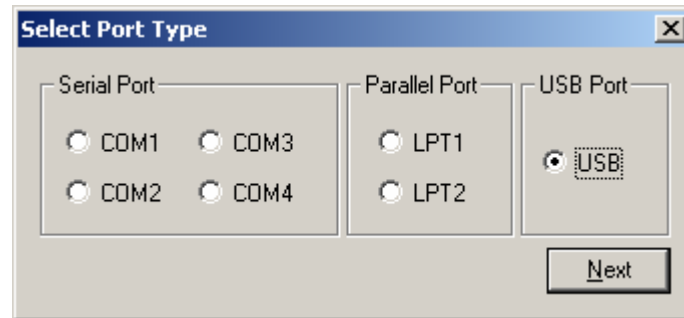 Select Port Type
Serial Port
COM1 COM3
COM2 COM4
Parallel Port
LPT1
LPT2
USB Port
USB
Next